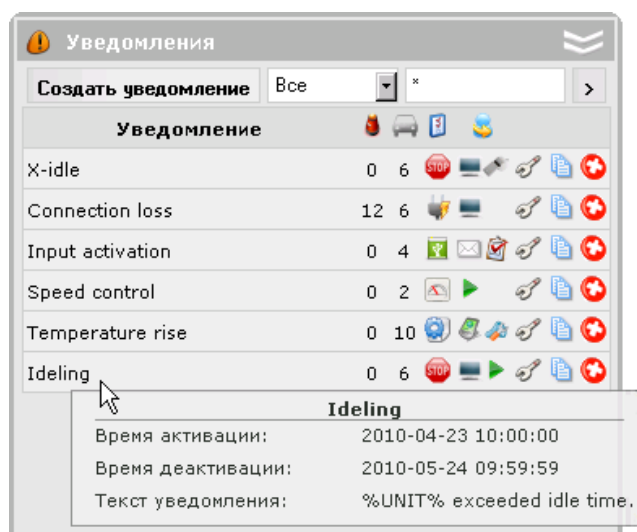 Уведомления
Создать уведомление Все * >
Уведомление
X-idle 0 6 STOP
Connection loss 12 6
Input activation 0 4
Speed control 0 2
Temperature rise 0 10
Ideling 0 6 STOP
Ideling
Время активации: 2010-04-23 10:00:00
Время деактивации: 2010-05-24 09:59:59
Текст уведомления: %UNIT% exceeded idle time.